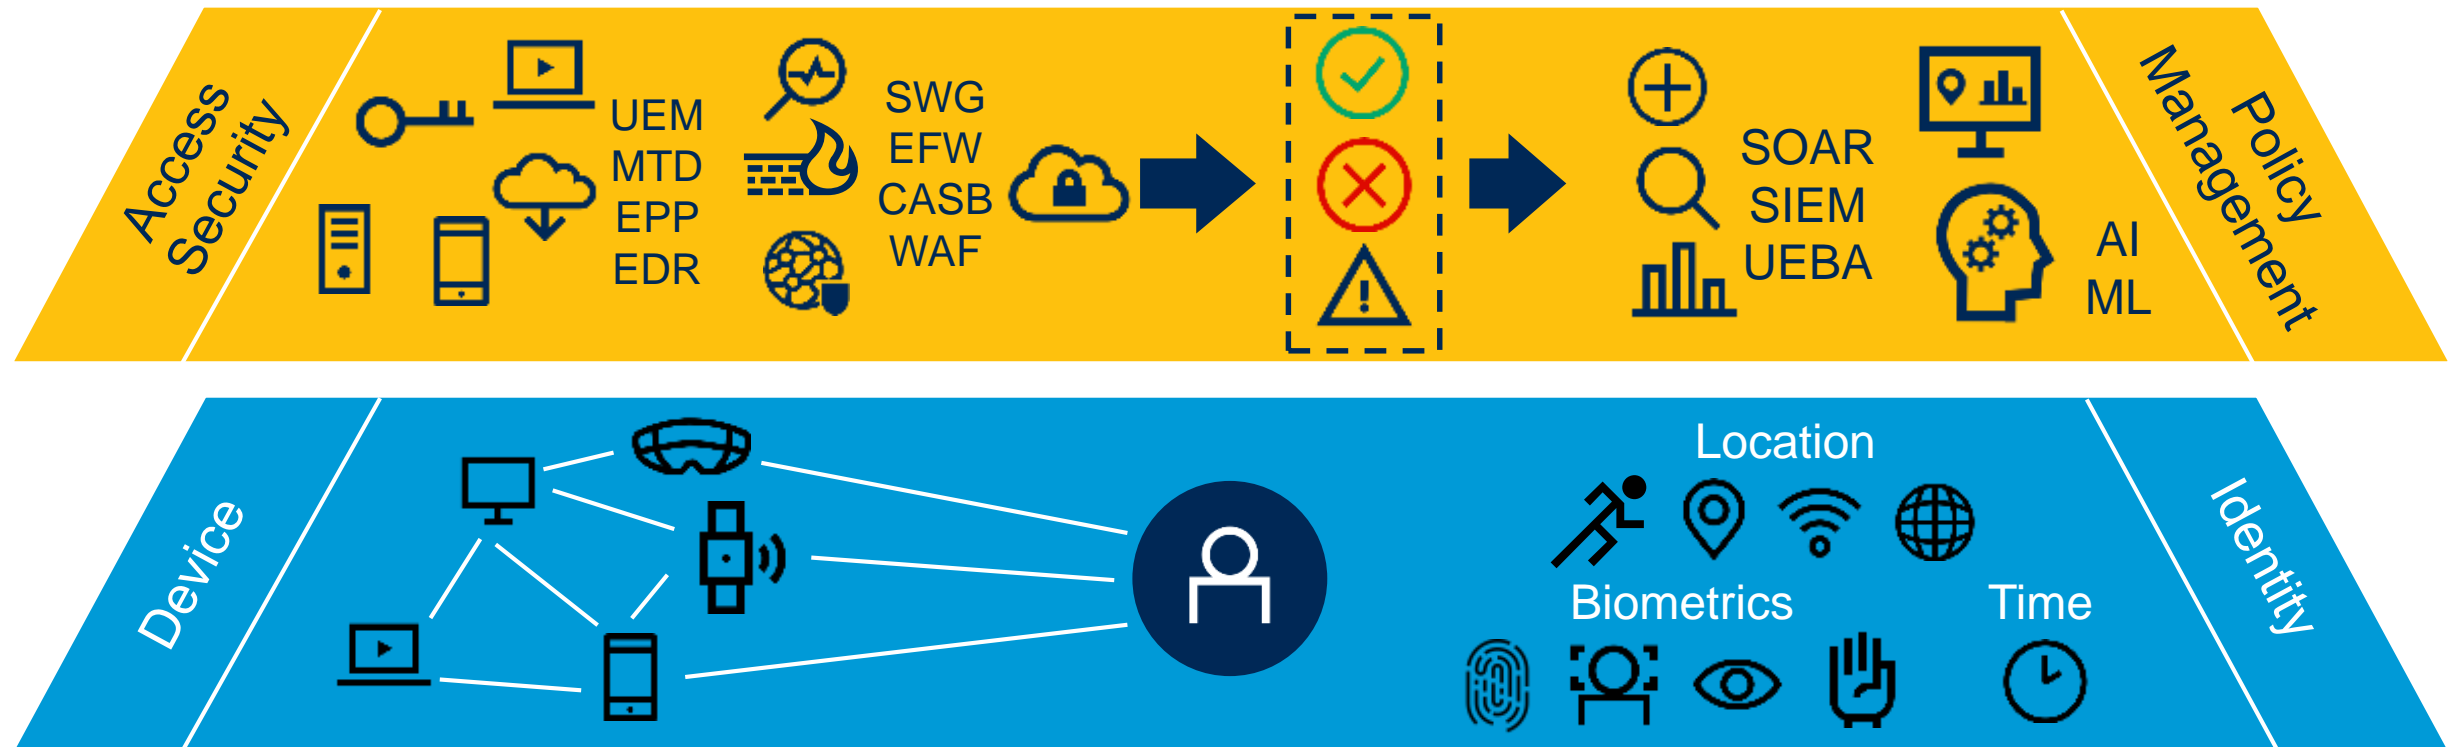 Access
Security
UEM
MTD
EPP
EDR
SWG
EFW
CASB
WAF
SOAR
SIEM
UEBA
AI
ML
Policy
Management
Device
Location
Biometrics
Time
Identity